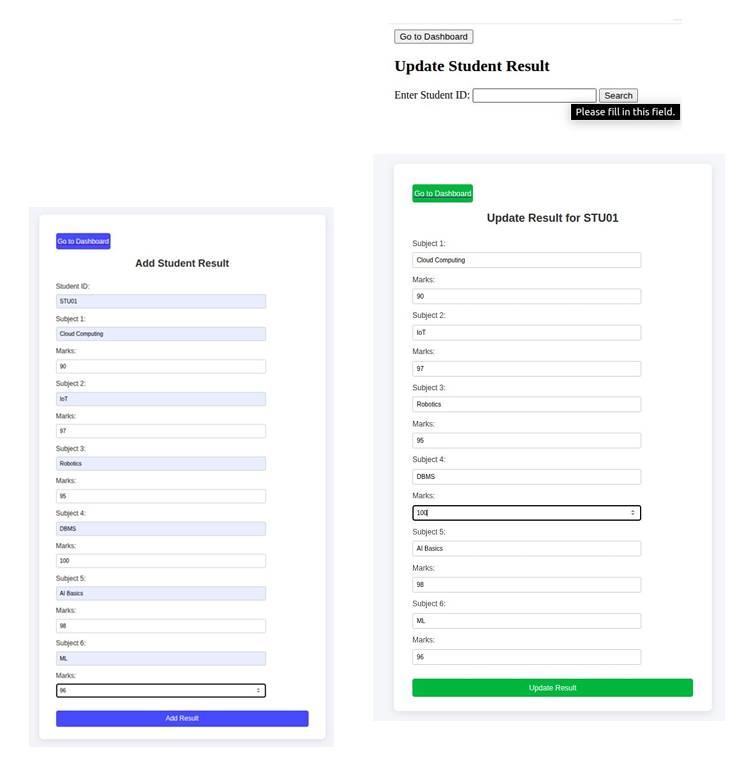 Go to Dashboard
Update Student Result
Enter Student ID: Search
Please fill in this field.
Go to Dashboard
Add Student Result
Student ID:
STU01
Subject 1:
Cloud Computing
Marks:
90
Subject 2:
IoT
Marks:
97
Subject 3:
Robotics
Marks:
95
Subject 4:
DBMS
Marks:
100
Subject 5:
AI Basics
Marks:
98
Subject 6:
ML
Marks:
96
Add Result
Go to Dashboard
Update Result for STU01
Subject 1:
Cloud Computing
Marks:
90
Subject 2:
IoT
Marks:
97
Subject 3:
Robotics
Marks:
95
Subject 4:
DBMS
Marks:
100
Subject 5:
AI Basics
Marks:
98
Subject 6:
ML
Marks:
96
Update Result